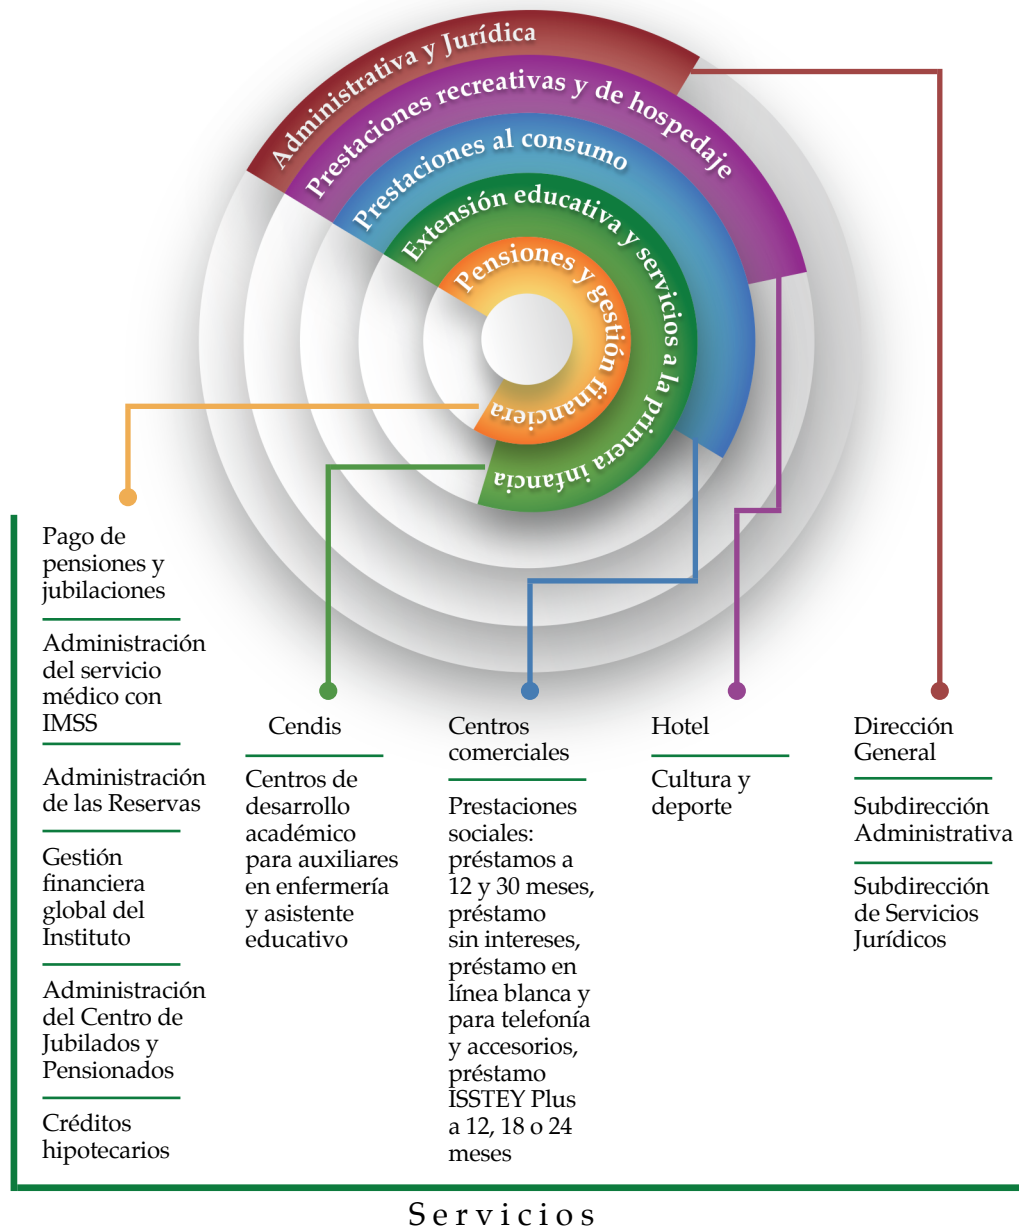 Administrativa y Jurídica
Prestaciones recreativas y de hospedaje
Prestaciones al consumo
Extensión educativa y servicios a la primera infancia
Pensiones y gestión financiera
Pago de
pensiones y
jubilaciones
Administración
del servicio
médico con
IMSS
Administración
de las Reservas
Gestión
financiera
global del
Instituto
Administración
del Centro de
Jubilados y
Pensionados
Créditos
hipotecarios
Cendis
Centros de
desarrollo
académico
para auxiliares
en enfermería
y asistente
educativo
Centros
comerciales
Prestaciones
sociales:
préstamos a
12 y 30 meses,
préstamo
sin intereses,
préstamo en
línea blanca y
para telefonía
y accesorios,
préstamo
ISSTEY Plus
a 12, 18 o 24
meses
Hotel
Cultura y
deporte
Dirección
General
Subdirección
Administrativa
Subdirección
de Servicios
Jurídicos
Servicios